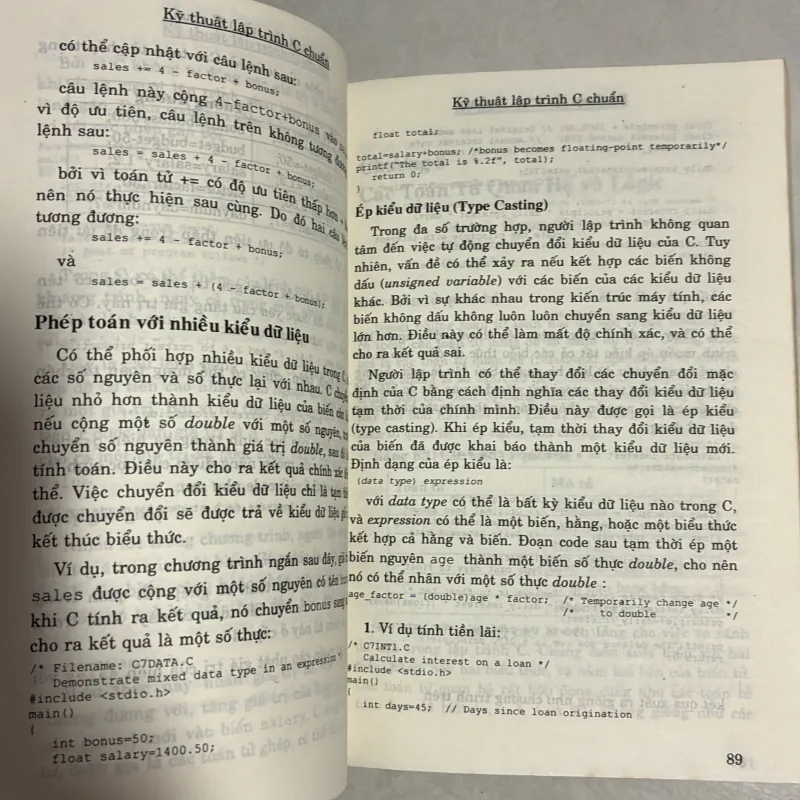 Kỹ thuật lập trình C chuẩn
có thể cập nhật với câu lệnh sau:
sales += 4 - factor + bonus;
câu lệnh này cộng 4-factor+bonus vào
vì độ ưu tiên, câu lệnh trên không tương đương
lệnh sau:
sales = sales + 4 - factor + bonus;
bởi vì toán tử += có độ ưu tiên thấp hơn +
nên nó thực hiện sau cùng. Do đó hai câu
tương đương:
sales += 4 - factor + bonus;
và
sales = sales + (4 - factor + bonus);
Phép toán với nhiều kiểu dữ liệu
Có thể phối hợp nhiều kiểu dữ liệu trong C
các số nguyên và số thực lại với nhau. C chuyển
liệu nhỏ hơn thành kiểu dữ liệu của biến
nếu cộng một số double với một số nguyên,
chuyển số nguyên thành giá trị double, sau
tính toán. Điều này cho ra kết quả chính xác
thể. Việc chuyển đổi kiểu dữ liệu chỉ là tạm
được chuyển đổi sẽ được trả về kiểu dữ liệu
kết thúc biểu thức.
Ví dụ, trong chương trình ngắn sau đây,
sales được cộng với một số nguyên có tên
khi C tính ra kết quả, nó chuyển bonus sang
cho ra kết quả là một số thực:
/* Filename: C7DATA.C
Demonstrate mixed data type in an expression*
#include <stdio.h>
main()
{
int bonus=50;
float salary=1400.50;
Kỹ thuật lập trình C chuẩn
float total;
total=salary+bonus; /*bonus becomes floating-point temporarily*/
printf("The total is %.2f", total);
return 0;
}
Ép kiểu dữ liệu (Type Casting)
Trong đa số trường hợp, người lập trình không quan
tâm đến việc tự động chuyển đổi kiểu dữ liệu của C. Tuy
nhiên, vấn đề có thể xảy ra nếu kết hợp các biến không
dấu (unsigned variable) với các biến của các kiểu dữ liệu
khác. Bởi vì sự khác nhau trong kiến trúc máy tính, các
biến không dấu không luôn luôn chuyển sang kiểu dữ liệu
lớn hơn. Điều này có thể làm mất độ chính xác, và có thể
cho ra kết quả sai.
Người lập trình có thể thay đổi các chuyển đổi mặc
định của C bằng cách định nghĩa các thay đổi kiểu dữ liệu
tạm thời của chính mình. Điều này được gọi là ép kiểu
(type casting). Khi ép kiểu, tạm thời thay đổi kiểu dữ liệu
của biến đã được khai báo thành một kiểu dữ liệu mới.
Định dạng của ép kiểu là:
(data type) expression
với data type có thể là bất kỳ kiểu dữ liệu nào trong C,
và expression có thể là một biến, hằng, hoặc một biểu thức
kết hợp cả hằng và biến. Đoạn code sau tạm thời ép một
biến nguyên age thành một biến số thực double, cho nên
nó có thể nhân với một số thực double :
age_factor = (double)age * factor; /* Temporarily change age */
/* to double */
1. Ví dụ tính tiền lãi:
/* C7INT1.C
Calculate interest on a loan */
#include <stdio.h>
main()
{
int days=45; // Days since loan origination
89